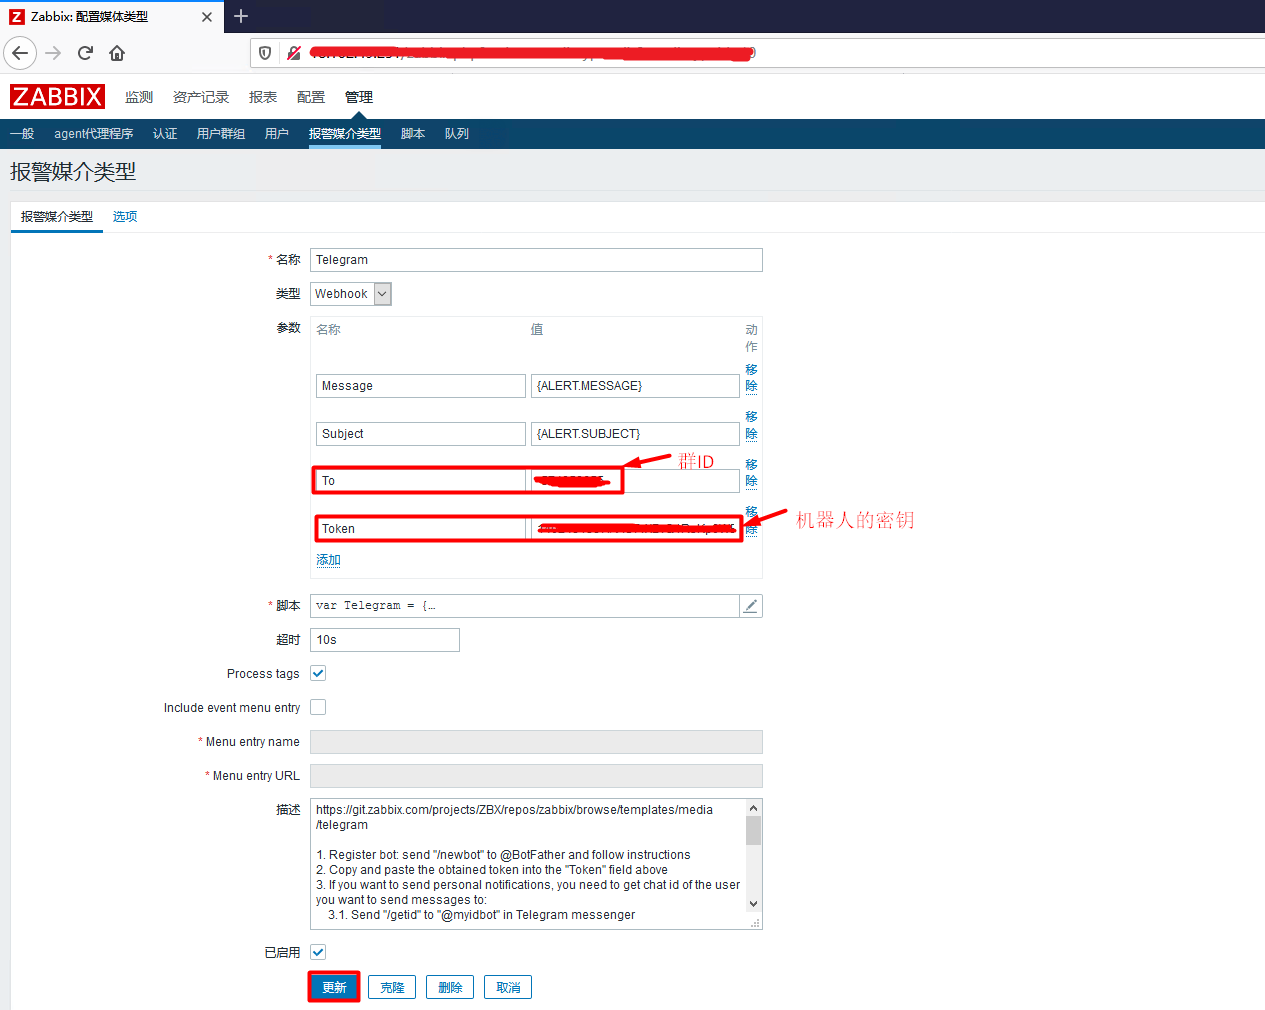 Zabbix: 配置媒体类型
ZABBIX 监测 资产记录 报表 配置 管理
一般 agent代理程序 认证 用户群组 用户 报警媒介类型 脚本 队列
报警媒介类型
报警媒介类型 选项
* 名称 Telegram
类型 Webhook
参数 名称 值 动作
Message {ALERT.MESSAGE} 移除
Subject {ALERT.SUBJECT} 移除
群ID
To 移除
机器人的密钥
Token 移除
添加
* 脚本 var Telegram = {…
超时 10s
Process tags
Include event menu entry
* Menu entry name
* Menu entry URL
描述 https://git.zabbix.com/projects/ZBX/repos/zabbix/browse/templates/media
/telegram
1. Register bot: send "/newbot" to @BotFather and follow instructions
2. Copy and paste the obtained token into the "Token" field above
3. If you want to send personal notifications, you need to get chat id of the user
you want to send messages to:
3.1. Send "/getid" to "@myidbot" in Telegram messenger
已启用
更新 克隆 删除 取消